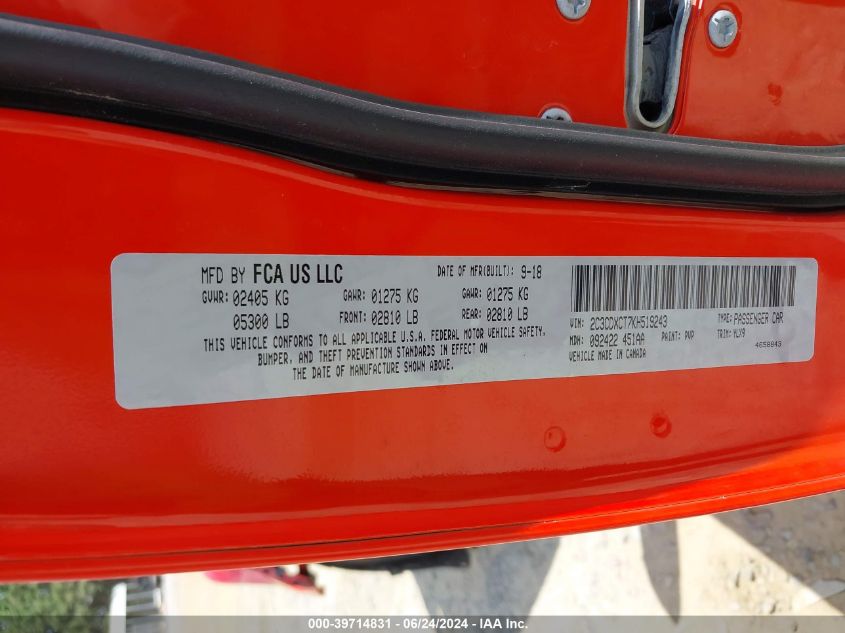 MFD BY FCA US LLC DATE OF MFR(BUILT): 9-18
GVWR: 02405 KG GAWR: 01275 KG GAWR: 01275 KG
05300 LB FRONT: 02810 LB REAR: 02810 LB
THIS VEHICLE CONFORMS TO ALL APPLICABLE U.S.A. FEDERAL MOTOR VEHICLE SAFETY,
BUMPER, AND THEFT PREVENTION STANDARDS IN EFFECT ON
THE DATE OF MANUFACTURE SHOWN ABOVE.
VIN: 2C3CDXCT7KH519243 TYPE: PASSENGER CAR
MDH: 092422 451AA PAINT: PVP TRIM: YLX9
VEHICLE MADE IN CANADA 4658843
000-39714831 - 06/24/2024 - IAA Inc.